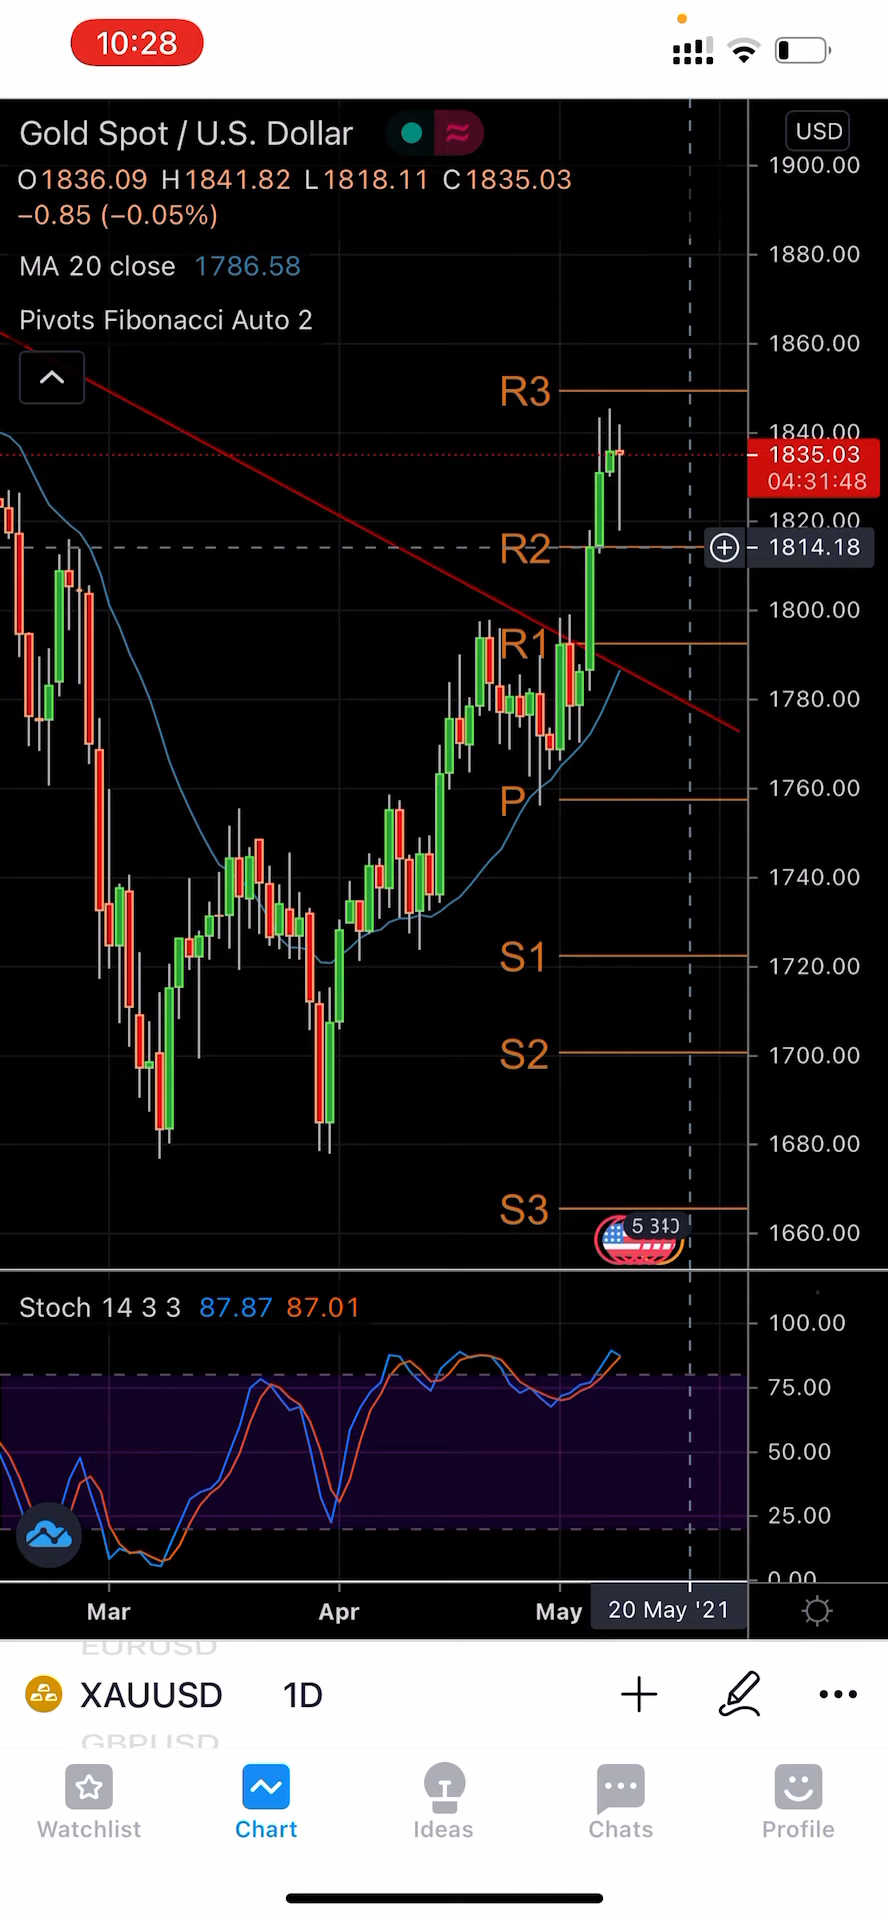 10:28
Gold Spot / U.S. Dollar
USD
O1836.09 H1841.82 L1818.11 C1835.03
−0.85 (−0.05%)
MA 20 close 1786.58
Pivots Fibonacci Auto 2
1900.00
1880.00
1860.00
R3
1840.00
1835.03
04:31:48
1820.00
R2
1814.18
1800.00
R1
1780.00
1760.00
P
1740.00
S1
1720.00
S2
1700.00
1680.00
S3
1660.00
Stoch 14 3 3 87.87 87.01
100.00
75.00
50.00
25.00
0.00
Mar Apr May 20 May '21
EURUSD
XAUUSD 1D
GBPUSD
Watchlist Chart Ideas Chats Profile